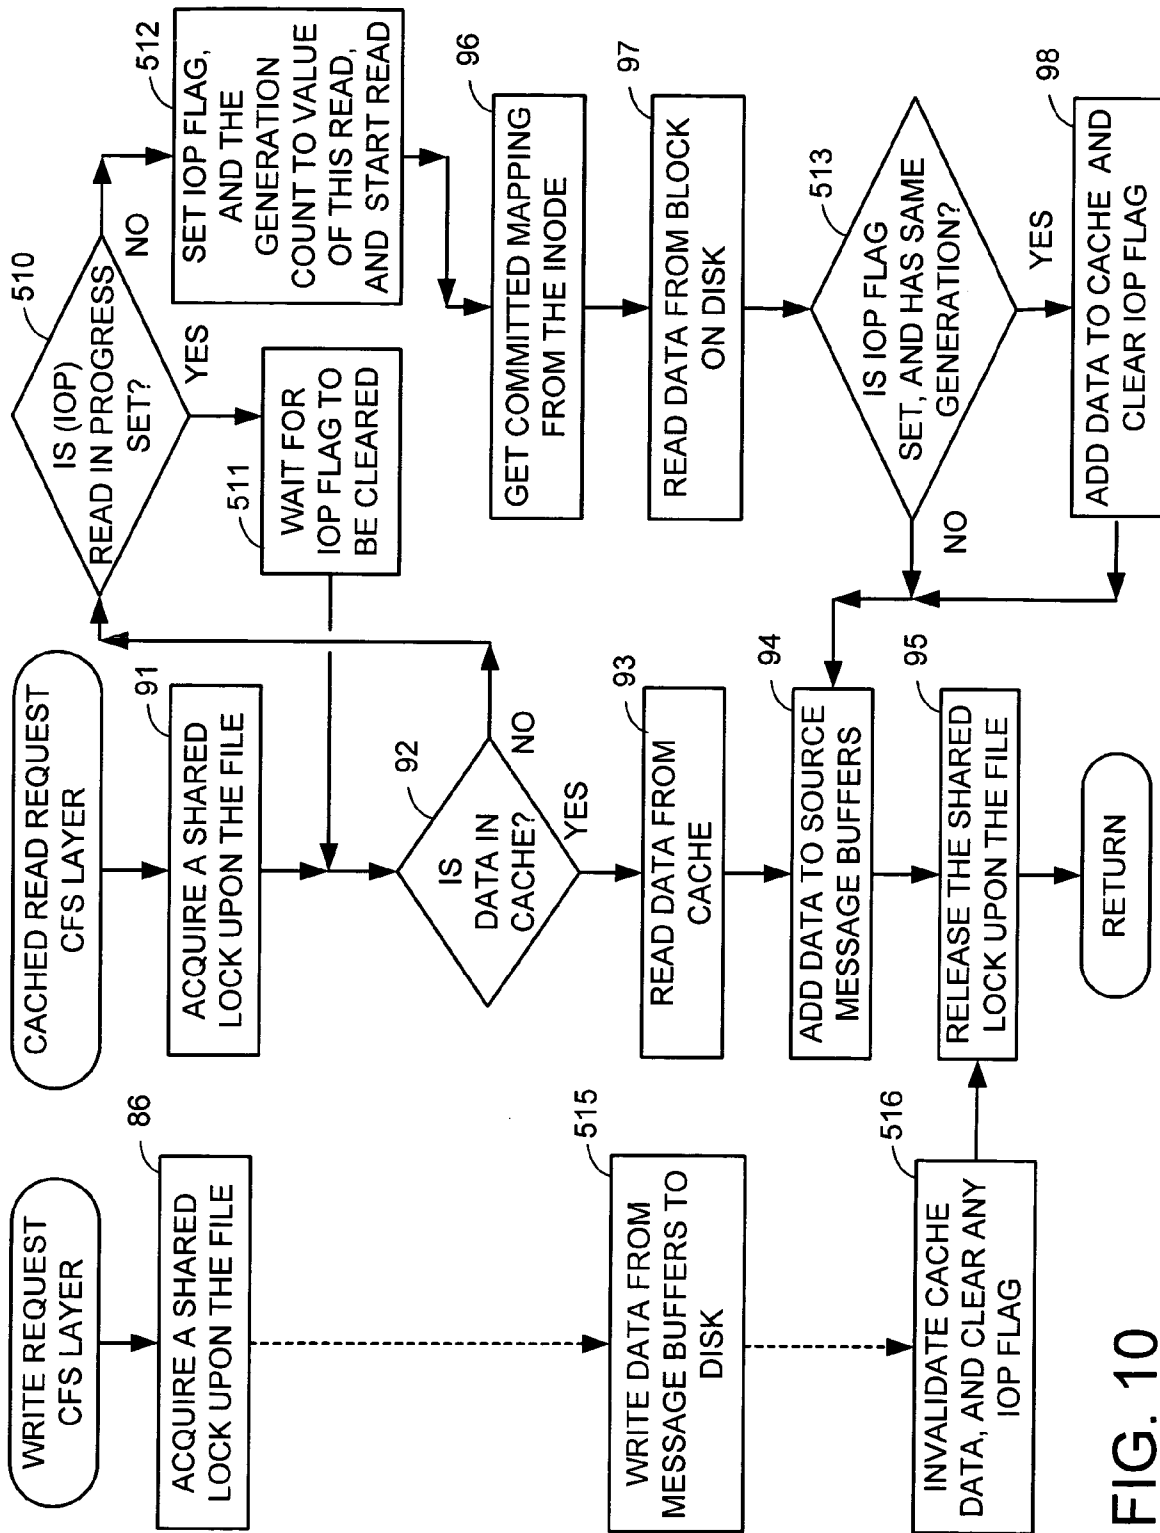 WRITE REQUEST
CFS LAYER
86
ACQUIRE A SHARED
LOCK UPON THE FILE
515
WRITE DATA FROM
MESSAGE BUFFERS TO
DISK
516
INVALIDATE CACHE
DATA, AND CLEAR ANY
IOP FLAG
CACHED READ REQUEST
CFS LAYER
91
ACQUIRE A SHARED
LOCK UPON THE FILE
92
IS
DATA IN
CACHE?
NO
YES
93
READ DATA FROM
CACHE
94
ADD DATA TO SOURCE
MESSAGE BUFFERS
95
RELEASE THE SHARED
LOCK UPON THE FILE
RETURN
510
IS (IOP)
READ IN PROGRESS
SET?
NO
YES
511
WAIT FOR
IOP FLAG TO
BE CLEARED
512
SET IOP FLAG,
AND THE
GENERATION
COUNT TO VALUE
OF THIS READ,
AND START READ
96
GET COMMITTED MAPPING
FROM THE INODE
97
READ DATA FROM BLOCK
ON DISK
513
IS IOP FLAG
SET, AND HAS SAME
GENERATION?
NO
YES
98
ADD DATA TO CACHE AND
CLEAR IOP FLAG
FIG. 10